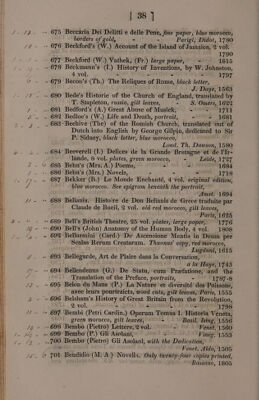 [ 38 ]
675 Beccaria Dei Delitti e delle Pene, fine paper, blue morocco,
borders of gold, Parigi, Didot, 1780
676 Beckford's (W.) Account of the Island of Jamaica, 2 vol.
1790
677 Beckford (W.) Vathek, (Fr.) large paper, 1815
678 Beckmann's (I.) History of Inventions, by W. Johnston,
4 vol. 1797
679 Becon's (Tho.) The Reliques of Rome, black letter,
J. Daye, 1563
680 Bede's Historie of the Church of England, translated by
T. Stapleton, russia, gilt leaves, S. Omers, 1622
681 Bedford's (A.) Great Abuse of Musick, 1711
682 Bedloe's (W.) Life and Death, portrait, 1681
683 Beehive (The) of the Romish Church, translated out of
Dutch into English by George Gilpin, dedicated to Sir
P. Sidney, black letter, blue morocco,
Lond. Th. Dawson, 1580
684 Beeverell (I.) Delices de la Grande Bretagne et de l'Ir-
lande, 8 vol. plates, green morocco, Leide, 1727
685 Behn's (Mrs. A.) Poems, 1694
686 Behn's (Mrs.) Novels, 1718
687 Bekker (B.) Le Monde Enchanté, 4 vol. original edition,
blue morocco. See epigram beneath the portrait,
Amst. 1694
688 Belianis. Histoire de Don Belianis de Grece traduite par
Claude de Bueil, 2 vol. old red morocco, gilt leaves,
Paris, 1625
689 Bell's British Theatre, 25 vol. plates, large paper, 1776
690 Bell's (John) Anatomy of the Human Body, 4 vol. 1808
692 Bellarmini (Card.) De Ascensione Mentis in Deum per
Scalas Rerum Creatarum. Thuanus' copy, red morocco,
Lugduni, 1615
693 Bellegarde, Art de Plaire dans la Conversation,
a la Haye, 1743
694 Bellendenus (G.) De Statu, cum Praefatione, and the
Translation of the Preface, portraits, 1787-8
695 Belon du Mans (P.) La Nature et diversité des Poissons,
avec leurs pourtraicts, wood cuts, gilt leaves, Paris, 1555
696 Belsham's History of Great Britain from the Revolution,
2 vol. 1798
697 Bembi (Petri Cardin.) Operum Tomus I. Historia Veneta,
green morocco, gilt leaves, Basil. Ising. 1556
698 Bembo (Pietro) Lettere, 2 vol. Venet. 1560
699 Bembo (P.) Gli Asolani, Vineg. 1553
700 Bembo (Pietro) Gli Asolani, with the Dedication,
Venet. Aldo, 1505
701 Bendidio (M. A.) Novella. Only twenty-four copies printed,
Bassano, 1805